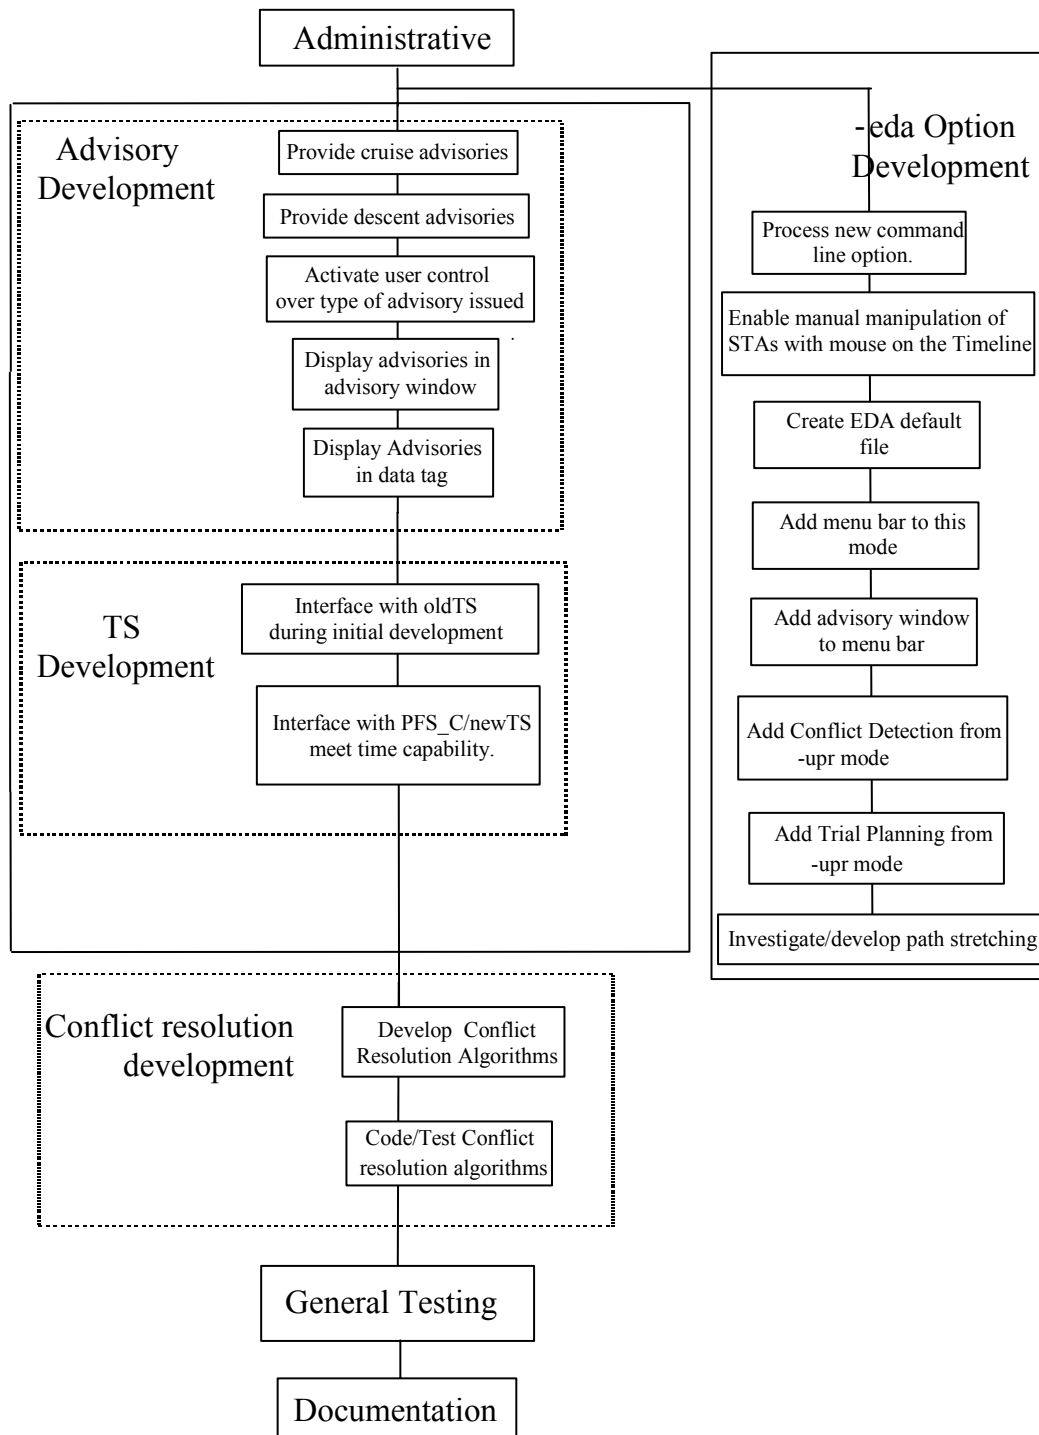 Administrative
Advisory
Development
Provide cruise advisories
Provide descent advisories
Activate user control
over type of advisory issued
Display advisories in
advisory window
Display Advisories
in data tag
TS
Development
Interface with oldTS
during initial development
Interface with PFS_C/newTS
meet time capability.
Conflict resolution
development
Develop Conflict
Resolution Algorithms
Code/Test Conflict
resolution algorithms
General Testing
Documentation
-eda Option
Development
Process new command
line option.
Enable manual manipulation of
STAs with mouse on the Timeline
Create EDA default
file
Add menu bar to this
mode
Add advisory window
to menu bar
Add Conflict Detection from
-upr mode
Add Trial Planning from
-upr mode
Investigate/develop path stretching